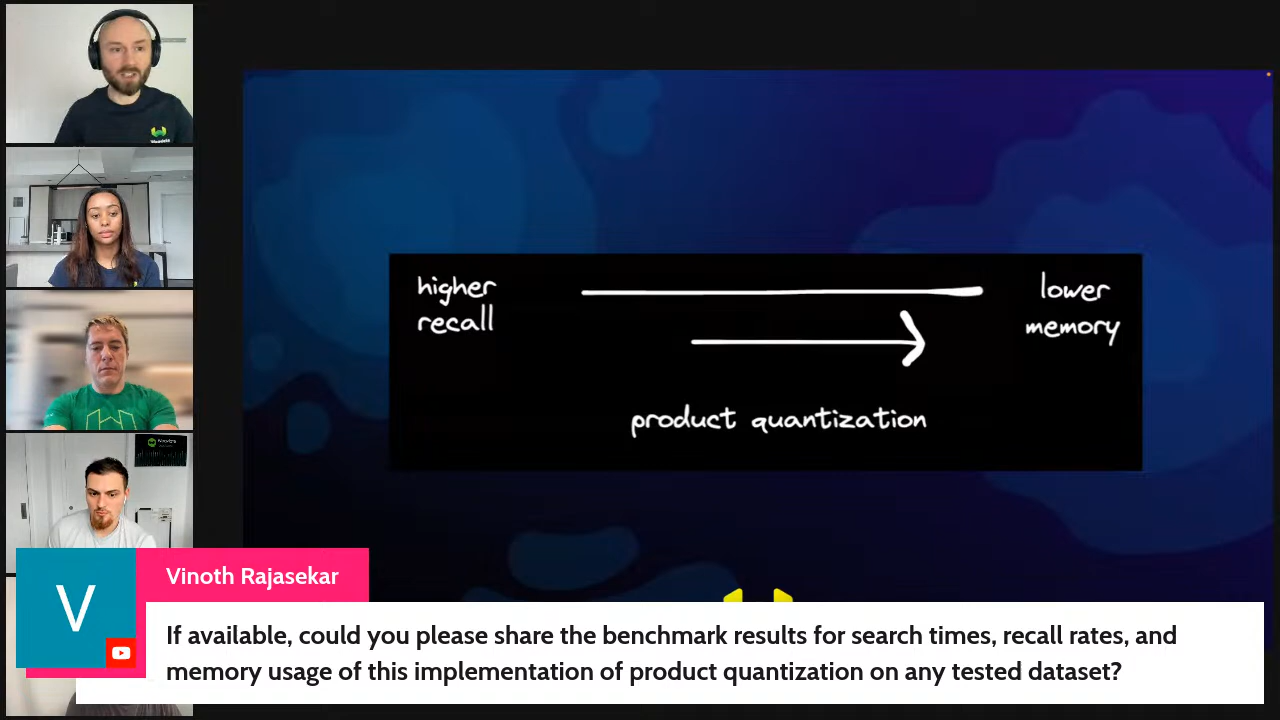 higher
recall
lower
memory
product quantization
V
Vinoth Rajasekar
If available, could you please share the benchmark results for search times, recall rates, and
memory usage of this implementation of product quantization on any tested dataset?